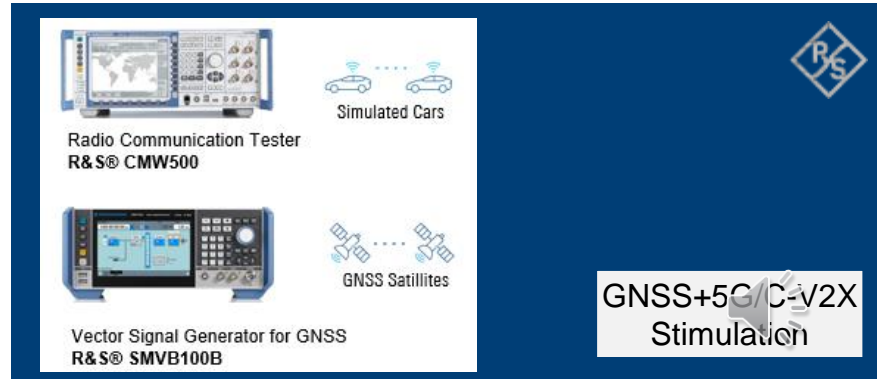 Radio Communication Tester
R&S® CMW500
Simulated Cars
R&S
Vector Signal Generator for GNSS
R&S® SMVB100B
GNSS Satillites
GNSS+5G/C-V2X
Stimulation